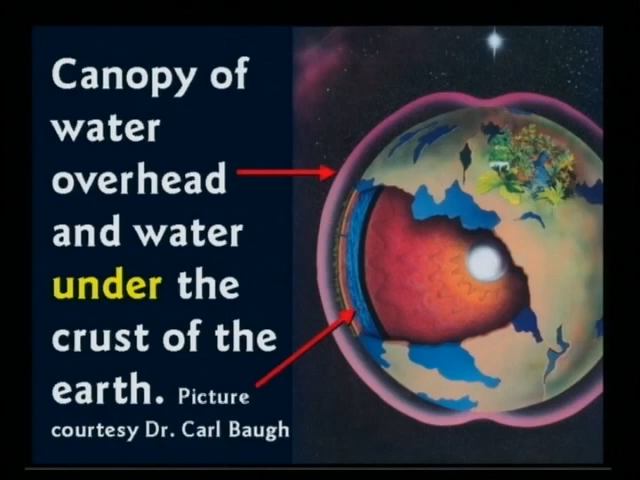 Canopy of
water
overhead
and water
under the
crust of the
earth. Picture
courtesy Dr. Carl Baugh